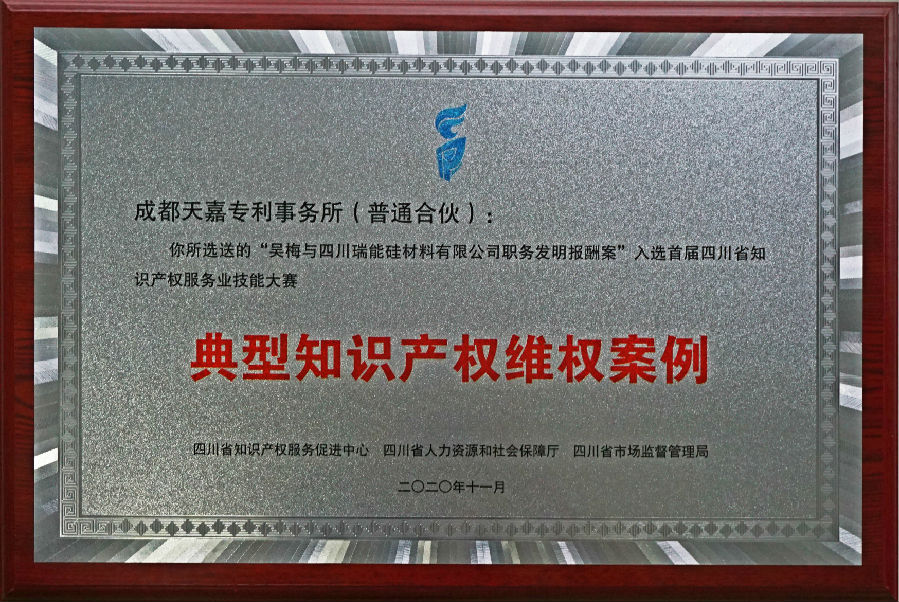 成都天嘉专利事务所（普通合伙）：
你所选送的“吴梅与四川瑞能硅材料有限公司职务发明报酬案”入选首届四川省知
识产权服务业技能大赛
典型知识产权维权案例
四川省知识产权服务促进中心 四川省人力资源和社会保障厅 四川省市场监督管理局
二〇二〇年十一月